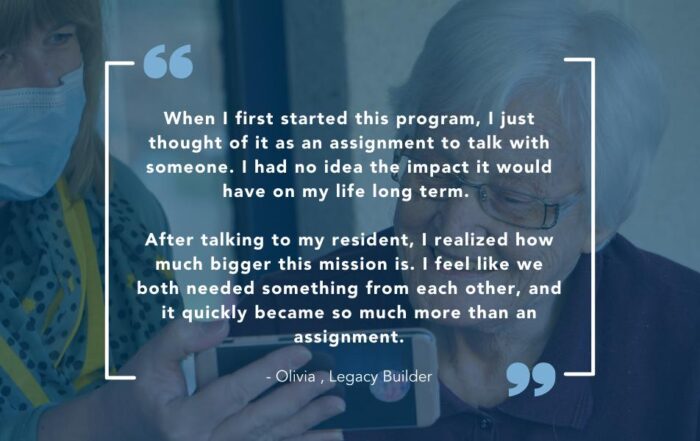 When I first started this program, I just
thought of it as an assignment to talk with
someone. I had no idea the impact it would
have on my life long term.
After talking to my resident, I realized how
much bigger this mission is. I feel like we
both needed something from each other, and
it quickly became so much more than an
assignment.
- Olivia , Legacy Builder